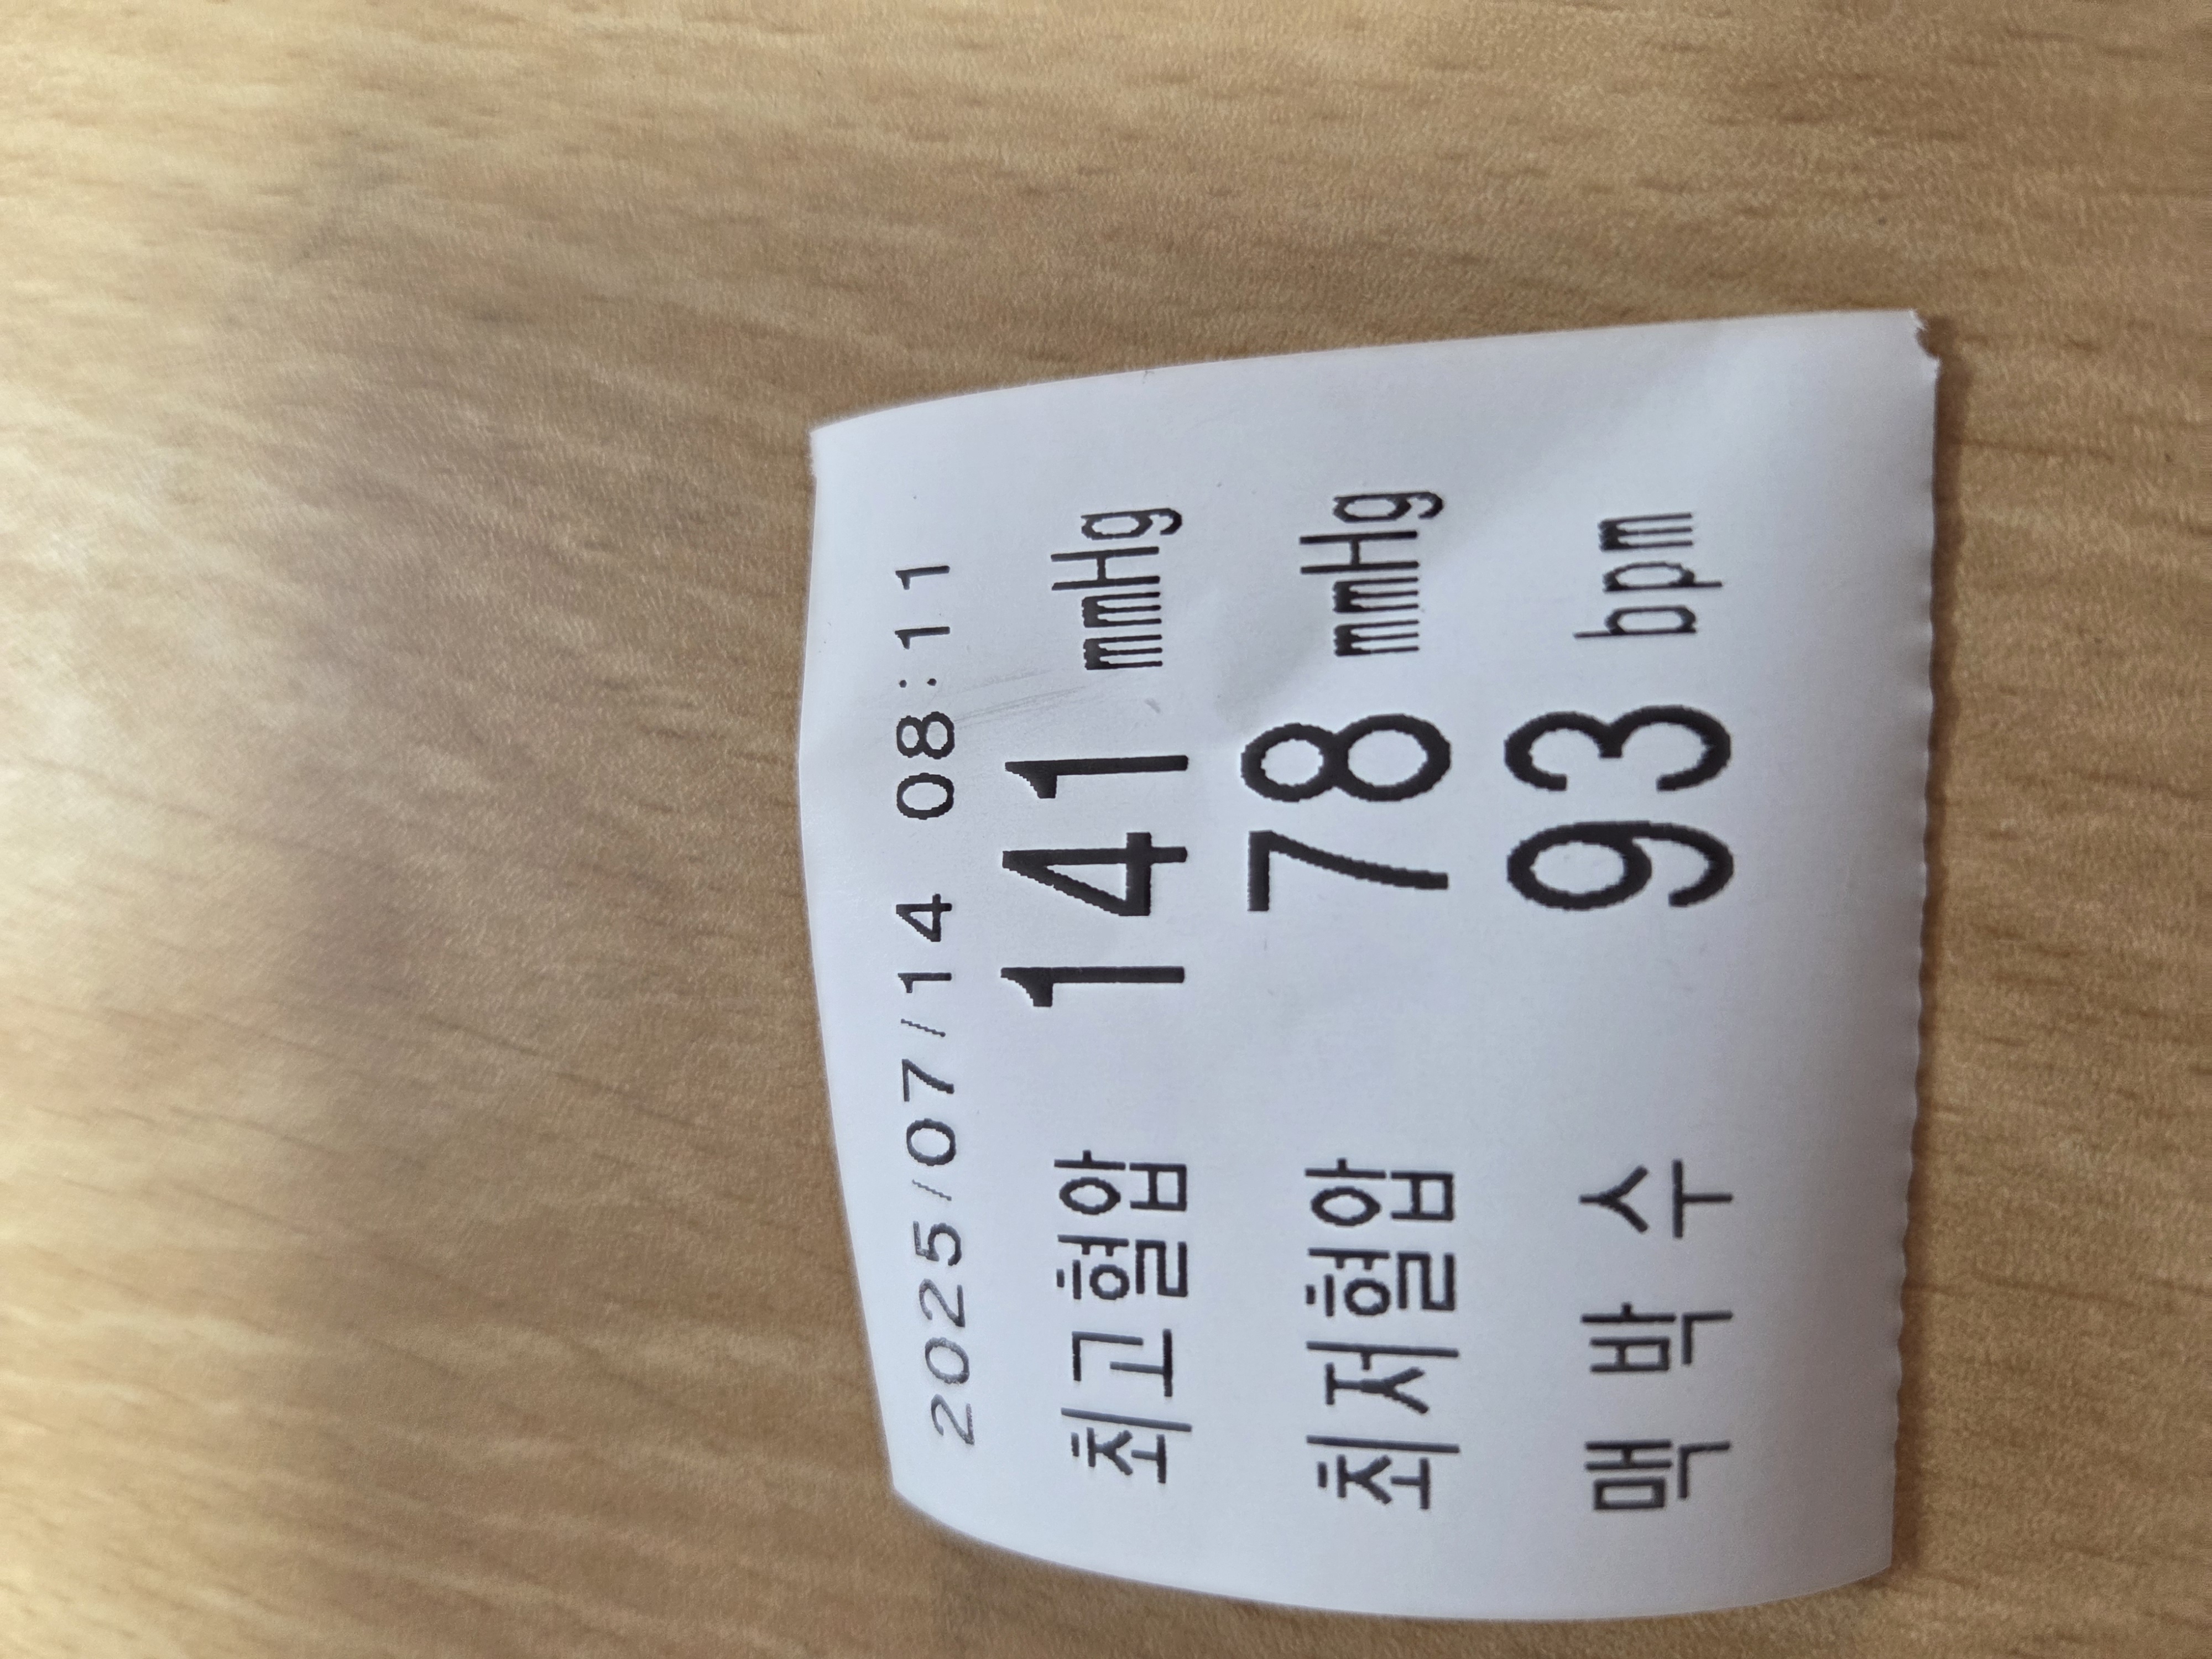 2025/07/14 08:11
최고혈압 141 mmHg
최저혈압 78 mmHg
맥 박 수 93 bpm